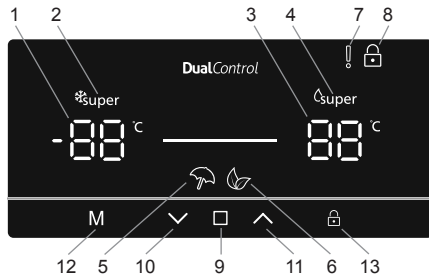 1 2 3 4 7 8
DualControl
super super
-88 °C 88 °C
M
12 5 10 9 11 6 13